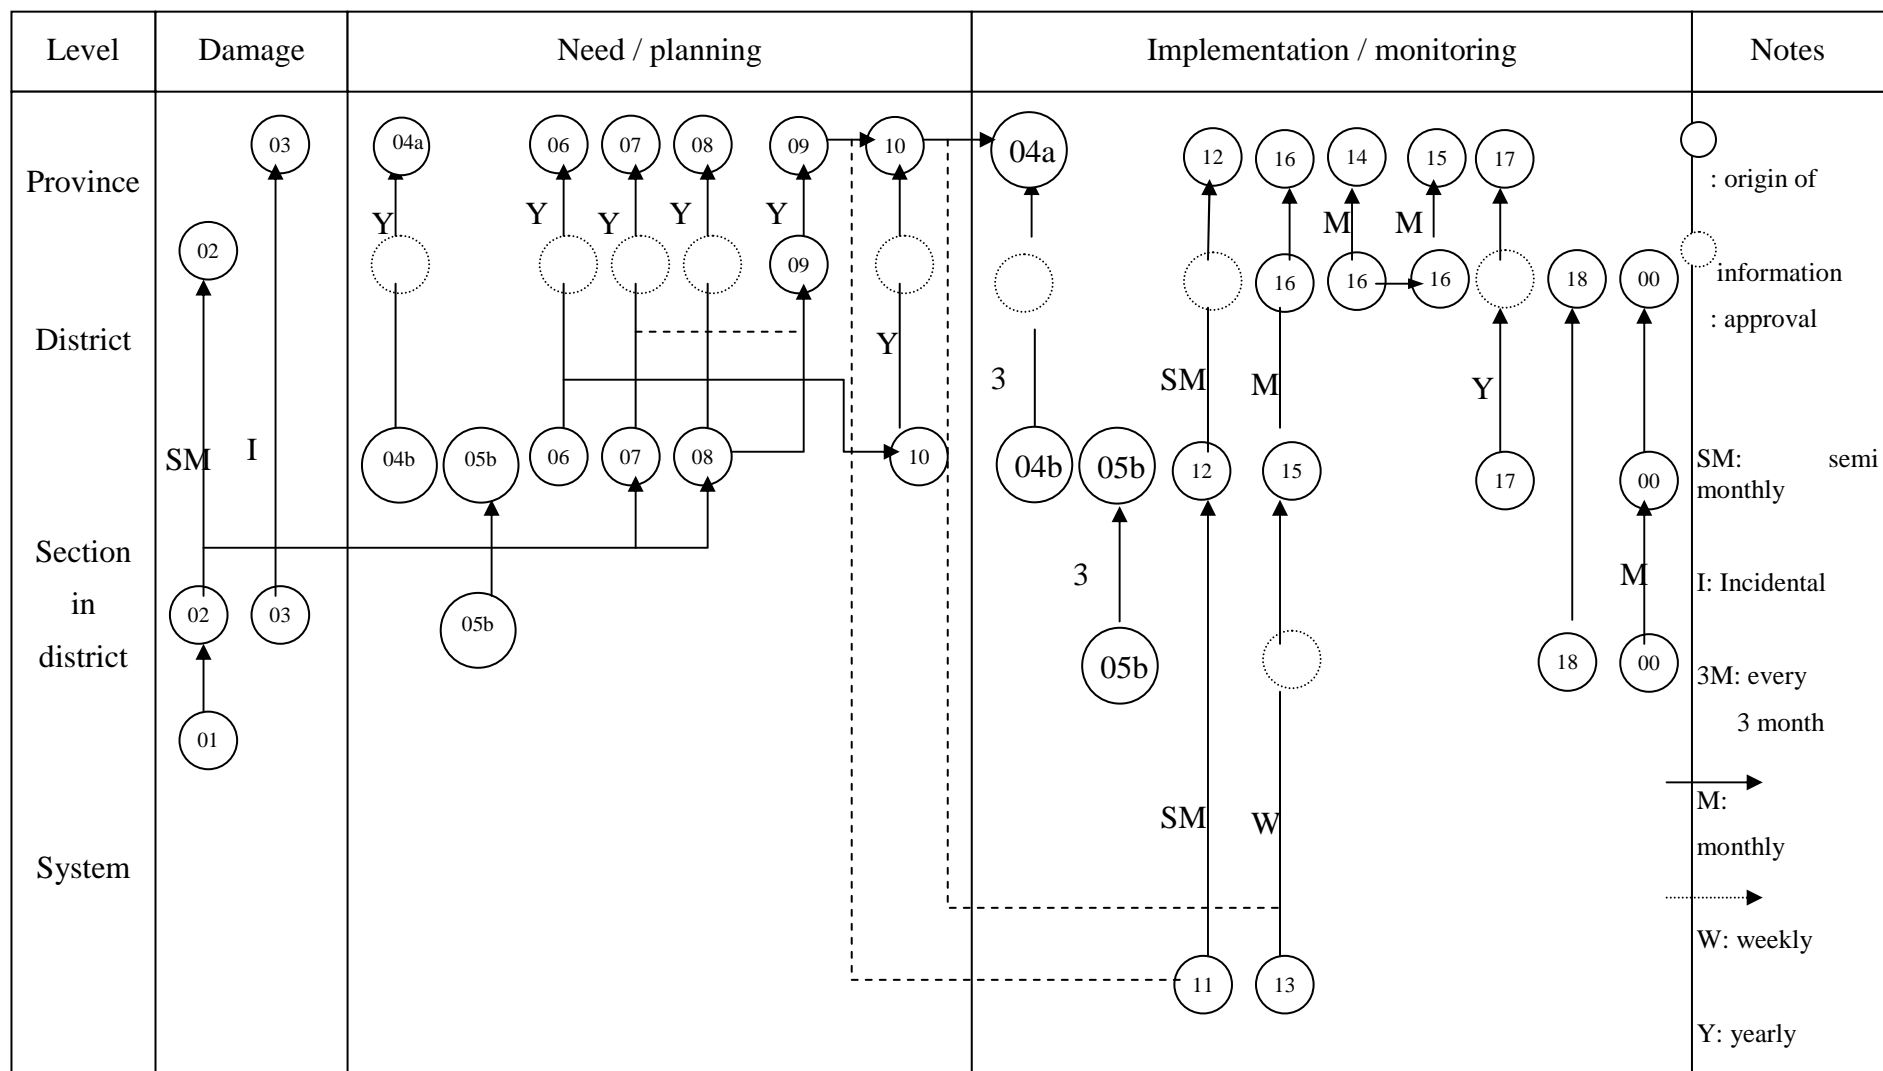 Level Damage Need / planning Implementation / monitoring Notes
03 04a 06 07 08 09 10 04a 12 16 14 15 17
Province
: origin of
Y Y Y Y Y M M
02 09 16 16 16 18 00
information
: approval
District
Y
3 SM M Y
SM I
04b 05b 06 07 08 10 04b 05b 12 15 17 00
SM: semi
monthly
Section
in
district
3 M
I: Incidental
02 03 05b 05b 18 00
3M: every
3 month
01
M:
monthly
SM W
System
W: weekly
11 13
Y: yearly